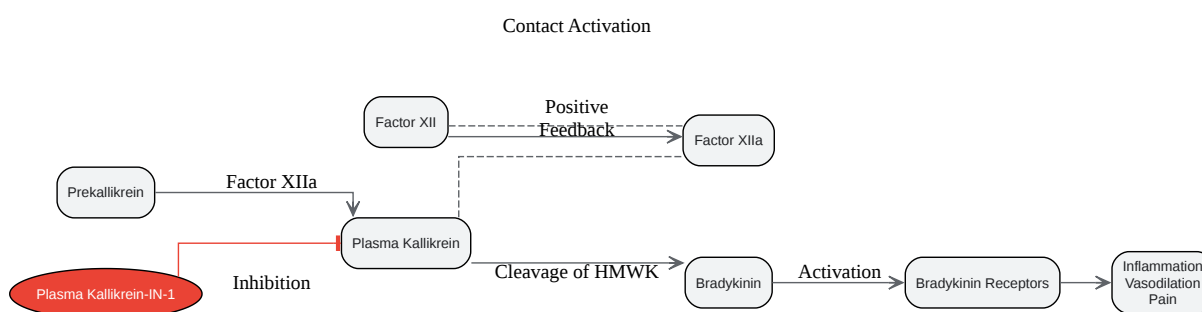 Contact Activation
Positive
Feedback
Factor XII
Factor XIIa
Prekallikrein
Factor XIIa
Plasma Kallikrein
Plasma Kallikrein-IN-1
Inhibition
Cleavage of HMWK
Bradykinin
Activation
Bradykinin Receptors
Inflammation
Vasodilation
Pain